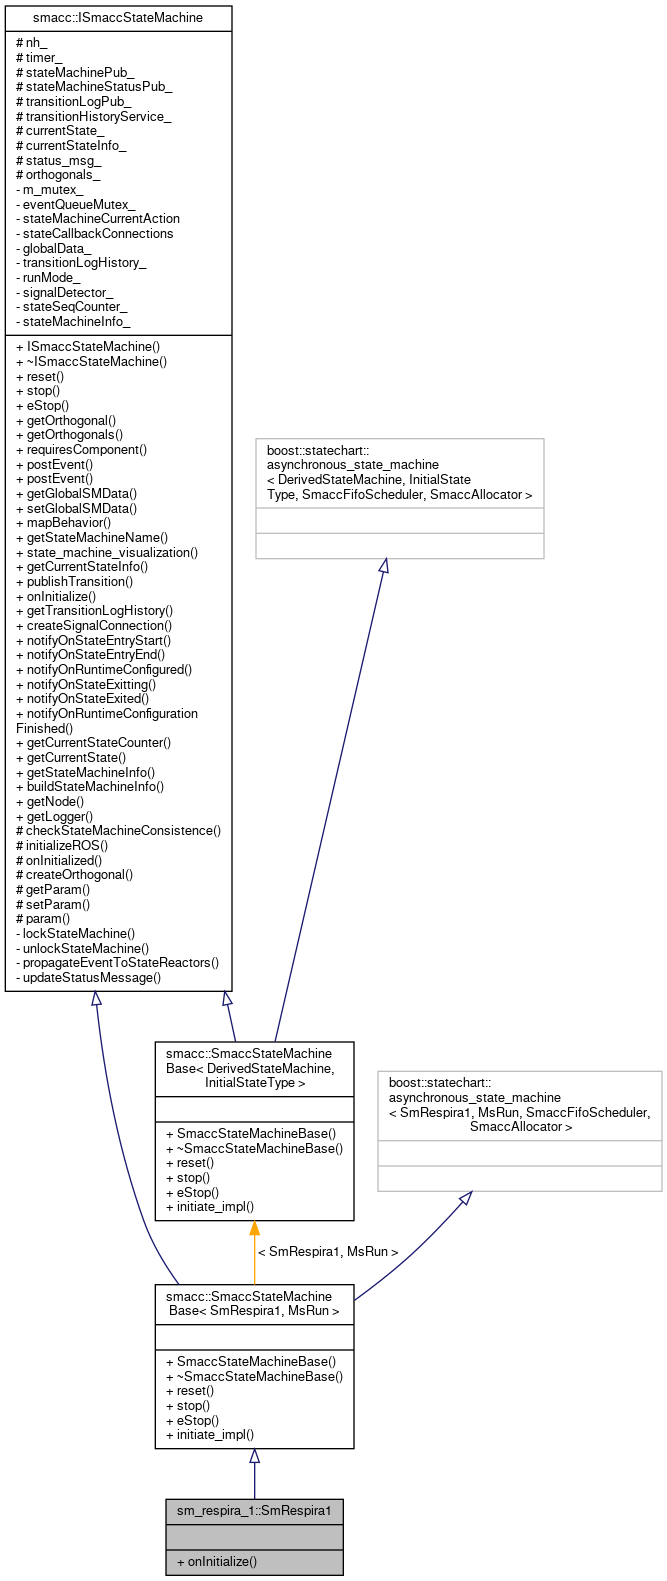 smacc::ISmaccStateMachine
# nh_
# timer_
# stateMachinePub_
# stateMachineStatusPub_
# transitionLogPub_
# transitionHistoryService_
# currentState_
# currentStateInfo_
# status_msg_
# orthogonals_
- m_mutex_
- eventQueueMutex_
- stateMachineCurrentAction
- stateCallbackConnections
- globalData_
- transitionLogHistory_
- runMode_
- signalDetector_
- stateSeqCounter_
- stateMachineInfo_
+ ISmaccStateMachine()
+ ~ISmaccStateMachine()
+ reset()
+ stop()
+ eStop()
+ getOrthogonal()
+ getOrthogonals()
+ requiresComponent()
+ postEvent()
+ postEvent()
+ getGlobalSMData()
+ setGlobalSMData()
+ mapBehavior()
+ getStateMachineName()
+ state_machine_visualization()
+ getCurrentStateInfo()
+ publishTransition()
+ onInitialize()
+ getTransitionLogHistory()
+ createSignalConnection()
+ notifyOnStateEntryStart()
+ notifyOnStateEntryEnd()
+ notifyOnRuntimeConfigured()
+ notifyOnStateExitting()
+ notifyOnStateExited()
+ notifyOnRuntimeConfiguration
Finished()
+ getCurrentStateCounter()
+ getCurrentState()
+ getStateMachineInfo()
+ buildStateMachineInfo()
+ getNode()
+ getLogger()
# checkStateMachineConsistence()
# initializeROS()
# onInitialized()
# createOrthogonal()
# getParam()
# setParam()
# param()
- lockStateMachine()
- unlockStateMachine()
- propagateEventToStateReactors()
- updateStatusMessage()
boost::statechart::
asynchronous_state_machine
< DerivedStateMachine, InitialState
Type, SmaccFifoScheduler, SmaccAllocator >
smacc::SmaccStateMachine
Base< DerivedStateMachine,
InitialStateType >
+ SmaccStateMachineBase()
+ ~SmaccStateMachineBase()
+ reset()
+ stop()
+ eStop()
+ initiate_impl()
boost::statechart::
asynchronous_state_machine
< SmRespira1, MsRun, SmaccFifoScheduler,
SmaccAllocator >
< SmRespira1, MsRun >
smacc::SmaccStateMachine
Base< SmRespira1, MsRun >
+ SmaccStateMachineBase()
+ ~SmaccStateMachineBase()
+ reset()
+ stop()
+ eStop()
+ initiate_impl()
sm_respira_1::SmRespira1
+ onInitialize()